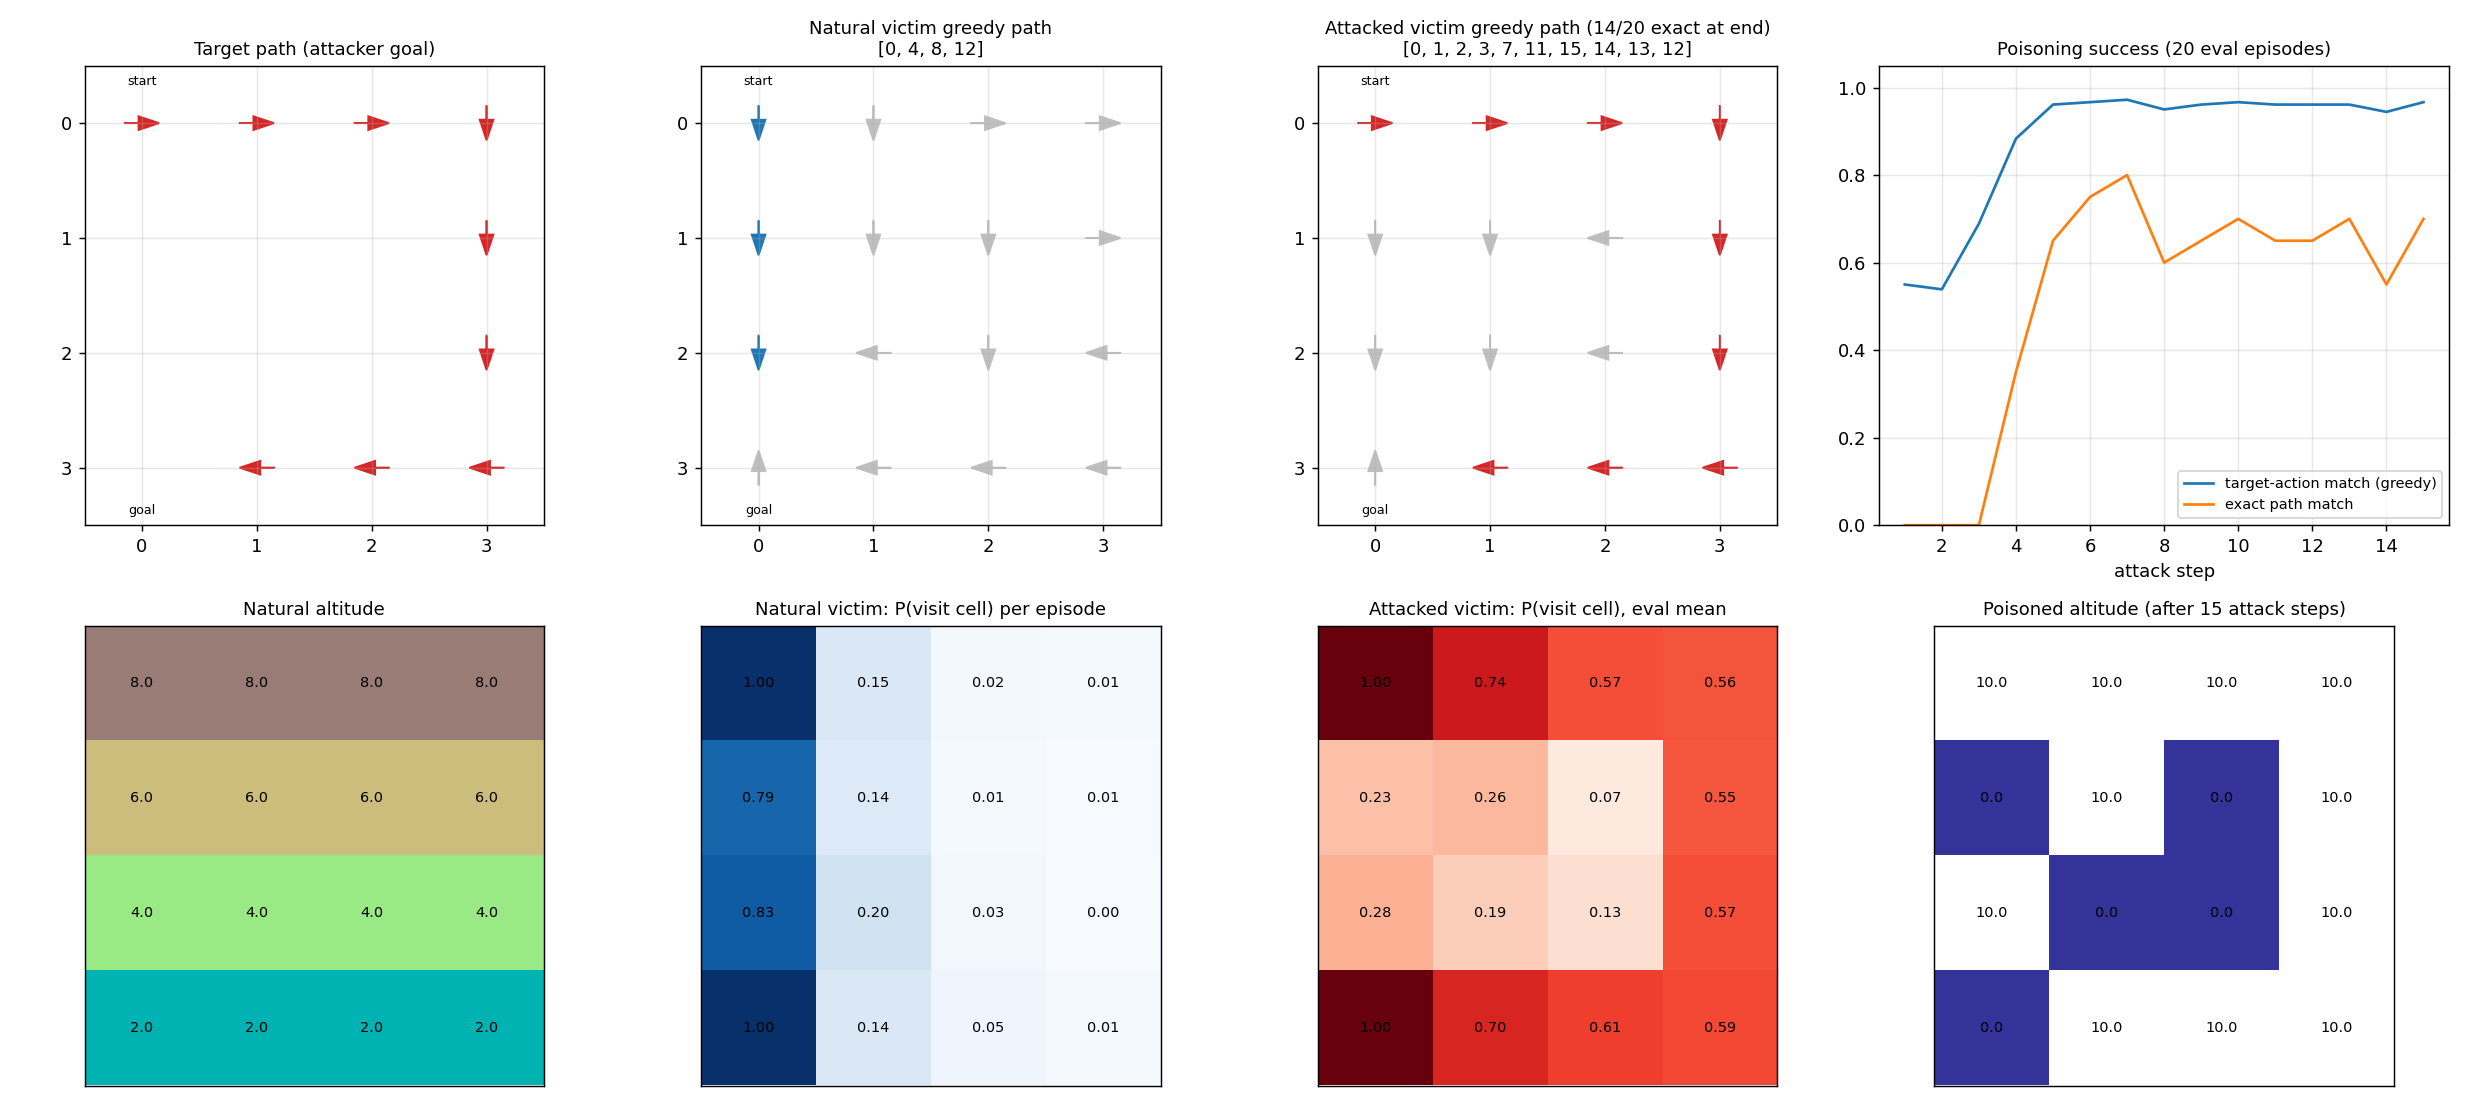 Target path (attacker goal)
start
0
1
2
3
goal
0 1 2 3
Natural victim greedy path
[0, 4, 8, 12]
start
0
1
2
3
goal
0 1 2 3
Attacked victim greedy path (14/20 exact at end)
[0, 1, 2, 3, 7, 11, 15, 14, 13, 12]
start
0
1
2
3
goal
0 1 2 3
Poisoning success (20 eval episodes)
1.0
0.8
0.6
0.4
0.2
0.0
target-action match (greedy)
exact path match
2 4 6 8 10 12 14
attack step
Natural altitude
8.0 8.0 8.0 8.0
6.0 6.0 6.0 6.0
4.0 4.0 4.0 4.0
2.0 2.0 2.0 2.0
Natural victim: P(visit cell) per episode
1.00 0.15 0.02 0.01
0.79 0.14 0.01 0.01
0.83 0.20 0.03 0.00
1.00 0.14 0.05 0.01
Attacked victim: P(visit cell), eval mean
1.00 0.74 0.57 0.56
0.23 0.26 0.07 0.55
0.28 0.19 0.13 0.57
1.00 0.70 0.61 0.59
Poisoned altitude (after 15 attack steps)
10.0 10.0 10.0 10.0
0.0 10.0 0.0 10.0
10.0 0.0 0.0 10.0
0.0 10.0 10.0 10.0